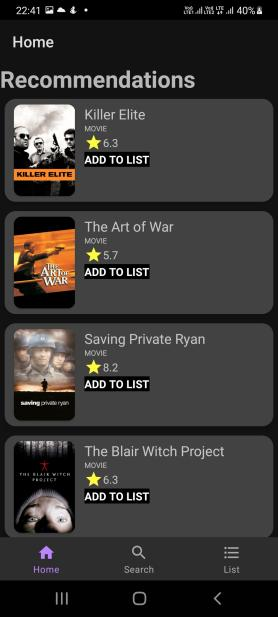 22:41 40%
Home
Recommendations
KILLER ELITE
Killer Elite
MOVIE
6.3
ADD TO LIST
THE ART OF WAR
The Art of War
MOVIE
5.7
ADD TO LIST
saving private ryan
Saving Private Ryan
MOVIE
8.2
ADD TO LIST
THE BLAIR WITCH
PROJECT
The Blair Witch Project
MOVIE
6.3
ADD TO LIST
Home Search List